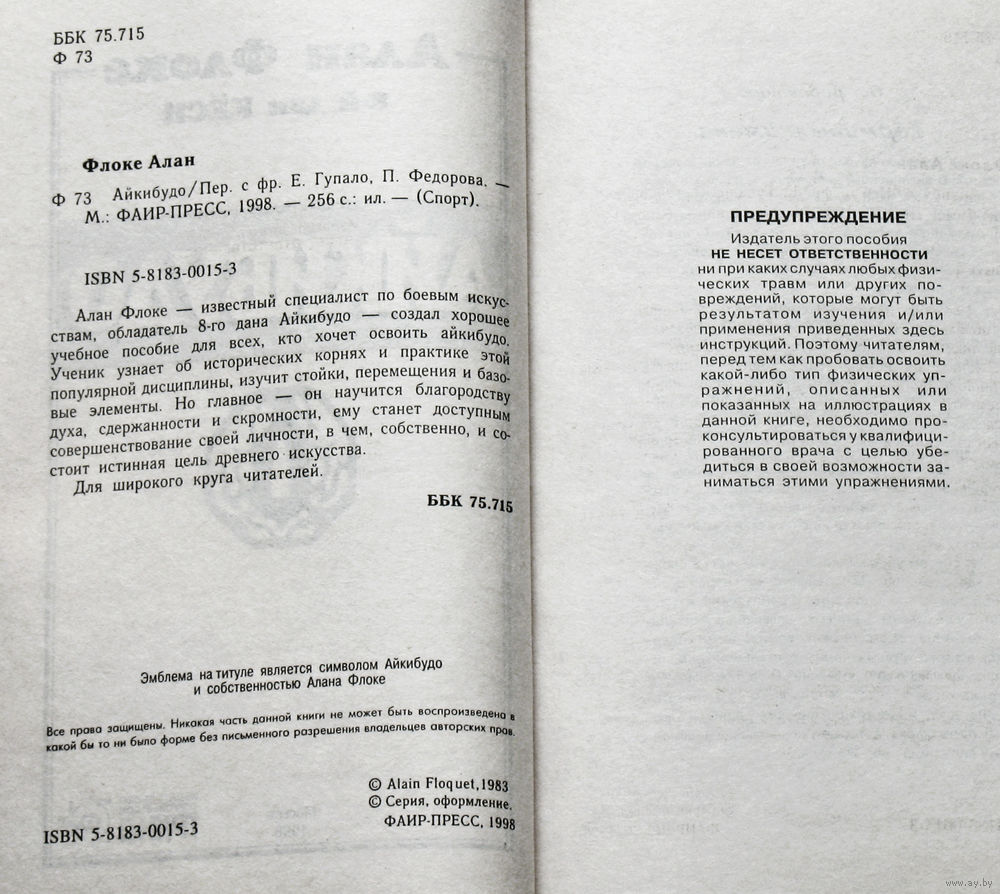 ББК 75.715
Ф 73
Флоке Алан
Ф 73 Айкибудо/Пер. с фр. Е. Гупало, П. Федорова. —
М.: ФАИР-ПРЕСС, 1998. — 256 с.: ил. — (Спорт).
ISBN 5-8183-0015-3
Алан Флоке — известный специалист по боевым искус-
ствам, обладатель 8-го дана Айкибудо — создал хорошее
учебное пособие для всех, кто хочет освоить айкибудо.
Ученик узнает об исторических корнях и практике этой
популярной дисциплины, изучит стойки, перемещения и базо-
вые элементы. Но главное — он научится благородству
духа, сдержанности и скромности, ему станет доступным
совершенствование своей личности, в чем, собственно, и со-
стоит истинная цель древнего искусства.
Для широкого круга читателей.
ББК 75.715
Эмблема на титуле является символом Айкибудо
и собственностью Алана Флоке
Все права защищены. Никакая часть данной книги не может быть воспроизведена в
какой бы то ни было форме без письменного разрешения владельцев авторских прав.
© Alain Floquet, 1983
© Серия, оформление.
ФАИР-ПРЕСС, 1998
ISBN 5-8183-0015-3
ПРЕДУПРЕЖДЕНИЕ
Издатель этого пособия
НЕ НЕСЕТ ОТВЕТСТВЕННОСТИ
ни при каких случаях любых физи-
ческих травм или других по-
вреждений, которые могут быть
результатом изучения и/или
применения приведенных здесь
инструкций. Поэтому читателям,
перед тем как пробовать освоить
какой-либо тип физических уп-
ражнений, описанных или
показанных на иллюстрациях в
данной книге, необходимо про-
консультироваться у квалифици-
рованного врача с целью убе-
диться в своей возможности за-
ниматься этими упражнениями.
www.ay.by